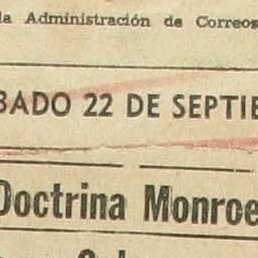 la Administración de Correos
BADO 22 DE SEPTIE
Doctrina Monroe